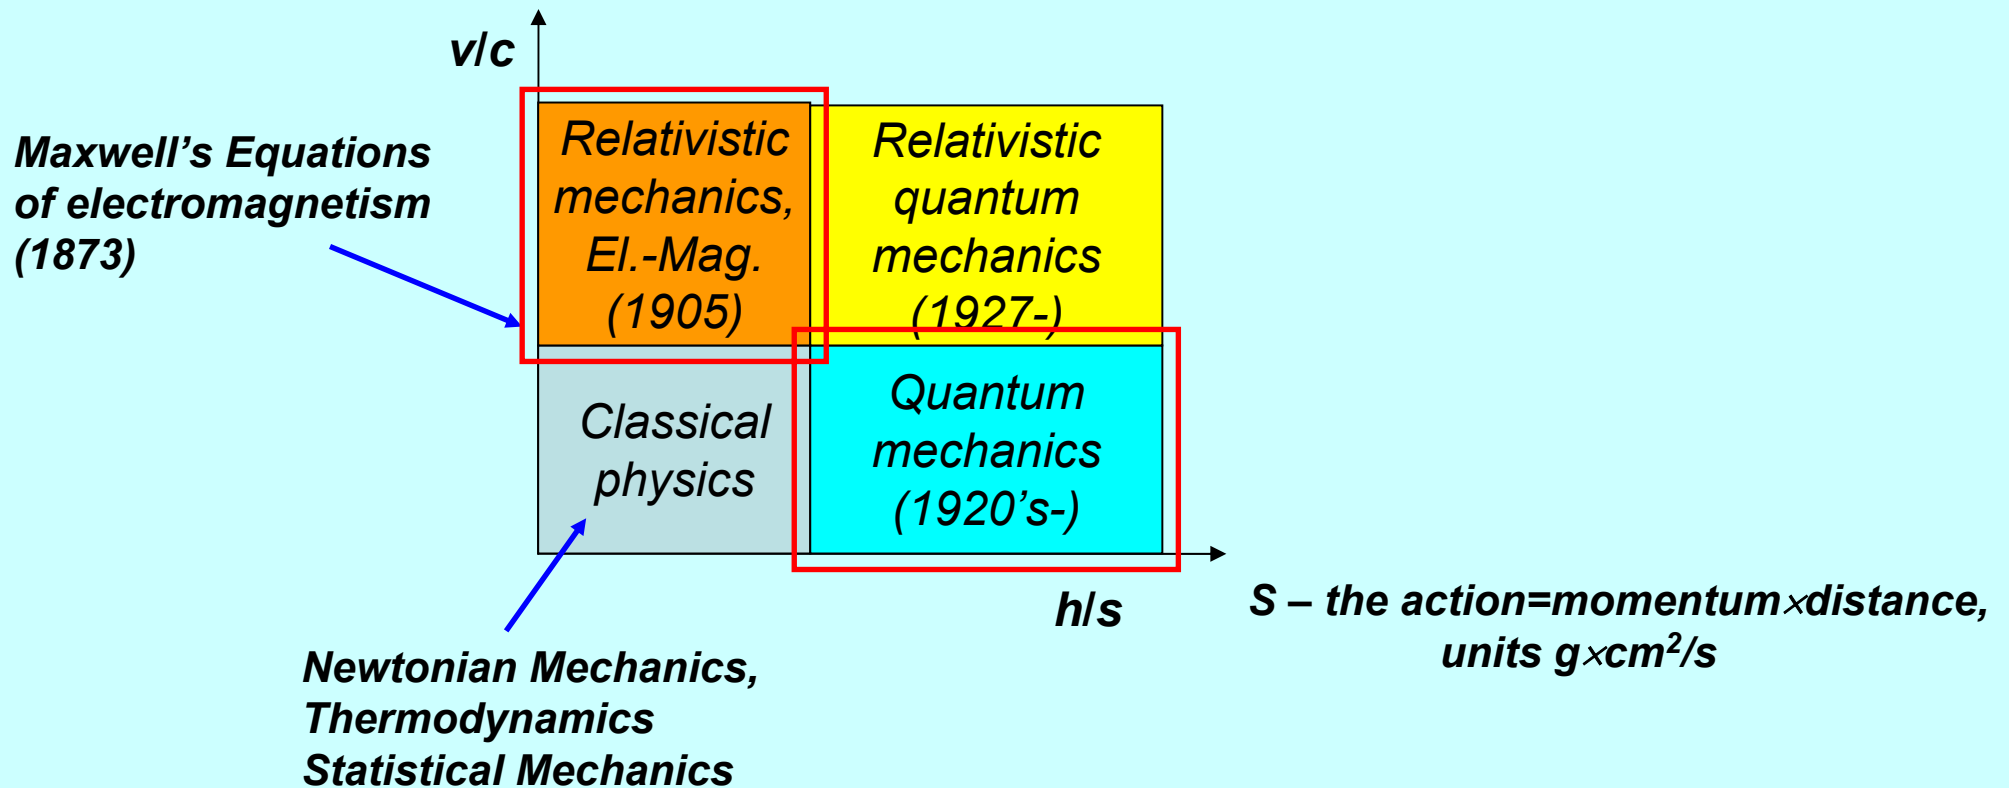 v/c
Maxwell’s Equations
of electromagnetism
(1873)
Relativistic
mechanics,
El.-Mag.
(1905)
Relativistic
quantum
mechanics
(1927-)
Classical
physics
Quantum
mechanics
(1920’s-)
h/s
S – the action=momentum×distance,
units g×cm²/s
Newtonian Mechanics,
Thermodynamics
Statistical Mechanics